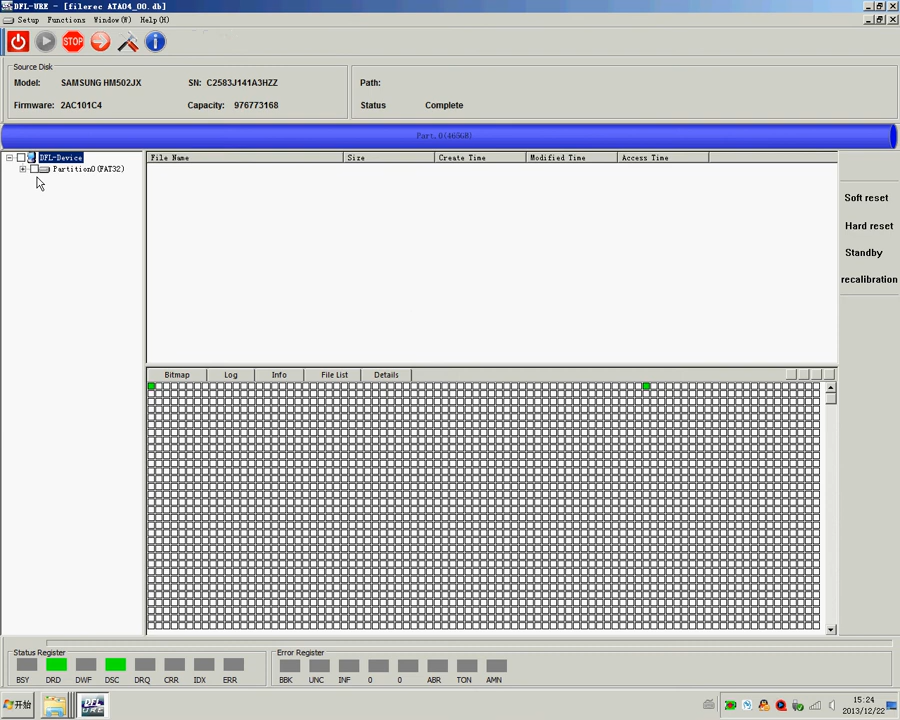 DFL-URE - [filerec ATA04_00.db]
Setup Functions Window(W) Help(H)
STOP
Source Disk
Model: SAMSUNG HM502JX SN: C2583J141A3HZZ
Firmware: 2AC101C4 Capacity: 976773168
Path:
Status Complete
Part.0(465GB)
DFL-Device
Partition0(FAT32)
File Name Size Create Time Modified Time Access Time
Soft reset
Hard reset
Standby
recalibration
Bitmap Log Info File List Details
Status Register
BSY DRD DWF DSC DRQ CRR IDX ERR
Error Register
BBK UNC INF 0 0 ABR TON AMN
开始
DFL
URE
15:24
2013/12/22